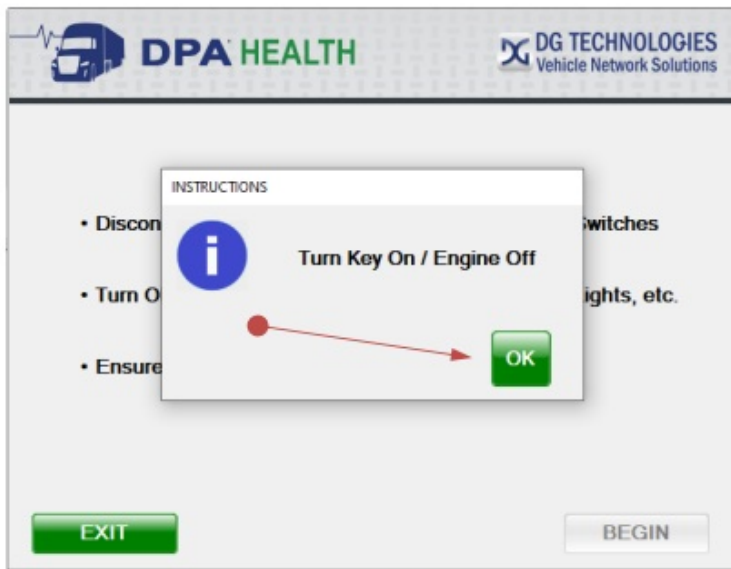 DPA HEALTH
DG TECHNOLOGIES
Vehicle Network Solutions
INSTRUCTIONS
• Discon
witches
i
Turn Key On / Engine Off
• Turn O
ights, etc.
OK
• Ensure
EXIT
BEGIN